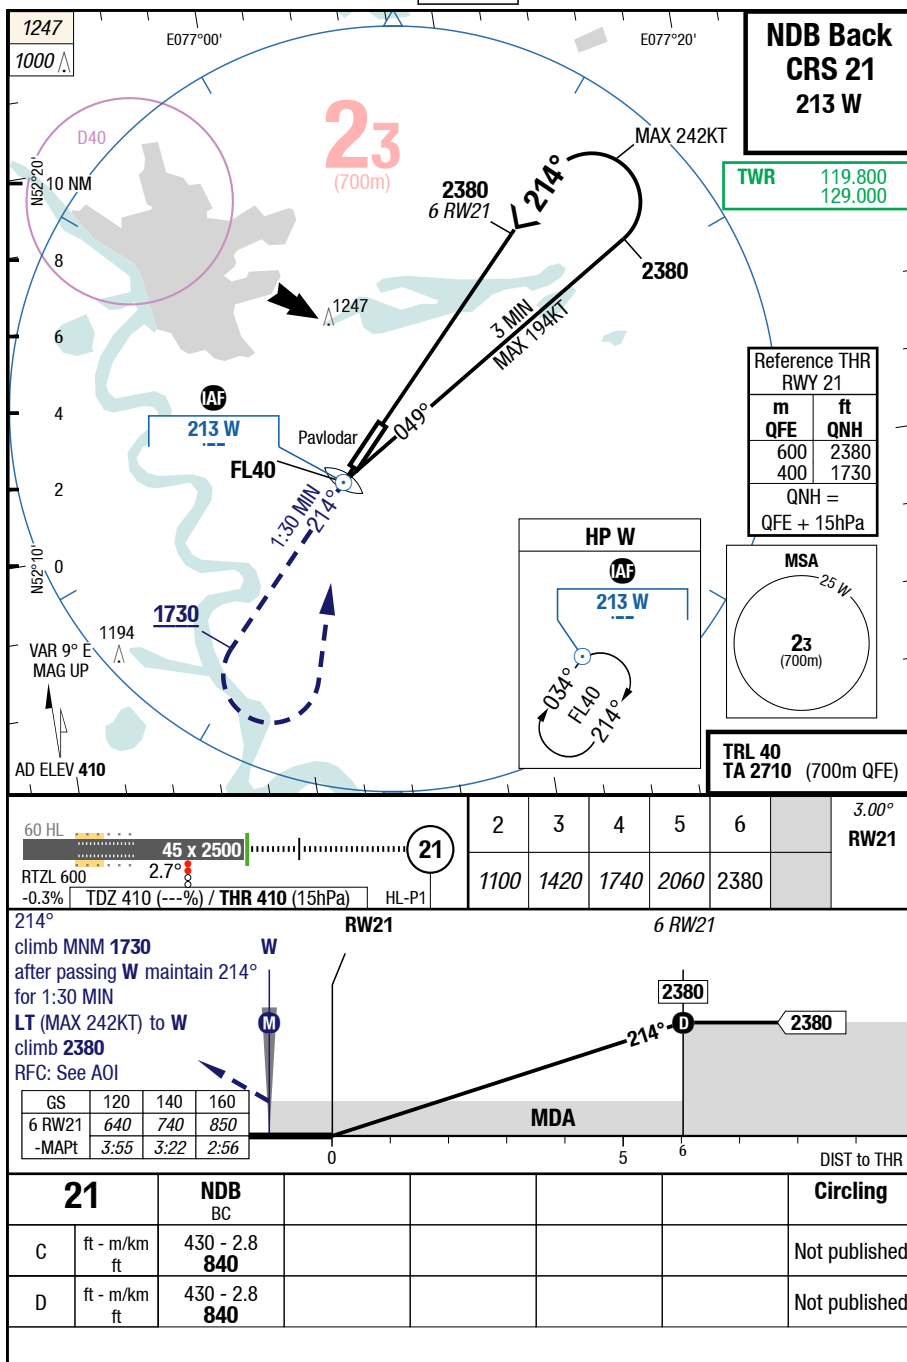 1247
1000
E077°00'
E077°20'
NDB Back
CRS 21
213 W
TWR 119.800
129.000
D40
N52°20'
10 NM
8
6
4
2
0
N52°10'
23
(700m)
MAX 242KT
2380
6 RW21
214°
2380
3 MIN
MAX 194KT
1247
IAF
213 W
Pavlodar
FL40
049°
1:30 MIN
214°
1730
1194
VAR 9° E
MAG UP
AD ELEV 410
Reference THR
RWY 21
m ft
QFE QNH
600 2380
400 1730
QNH =
QFE + 15hPa
HP W
IAF
213 W
034°
FL40
214°
MSA
25 W
23
(700m)
TRL 40
TA 2710 (700m QFE)
60 HL
45 x 2500
21
RTZL 600
2.7°
-0.3%
TDZ 410 (---%) / THR 410 (15hPa)
HL-P1
2 3 4 5 6
3.00°
RW21
1100 1420 1740 2060 2380
214°
climb MNM 1730
after passing W maintain 214°
for 1:30 MIN
LT (MAX 242KT) to W
climb 2380
RFC: See AOI
W
M
RW21
6 RW21
2380
D
214°
2380
MDA
GS 120 140 160
6 RW21 640 740 850
-MAPt 3:55 3:22 2:56
0 5 6
DIST to THR
21 NDB Circling
BC
C ft - m/km 430 - 2.8 Not published
ft 840
D ft - m/km 430 - 2.8 Not published
ft 840